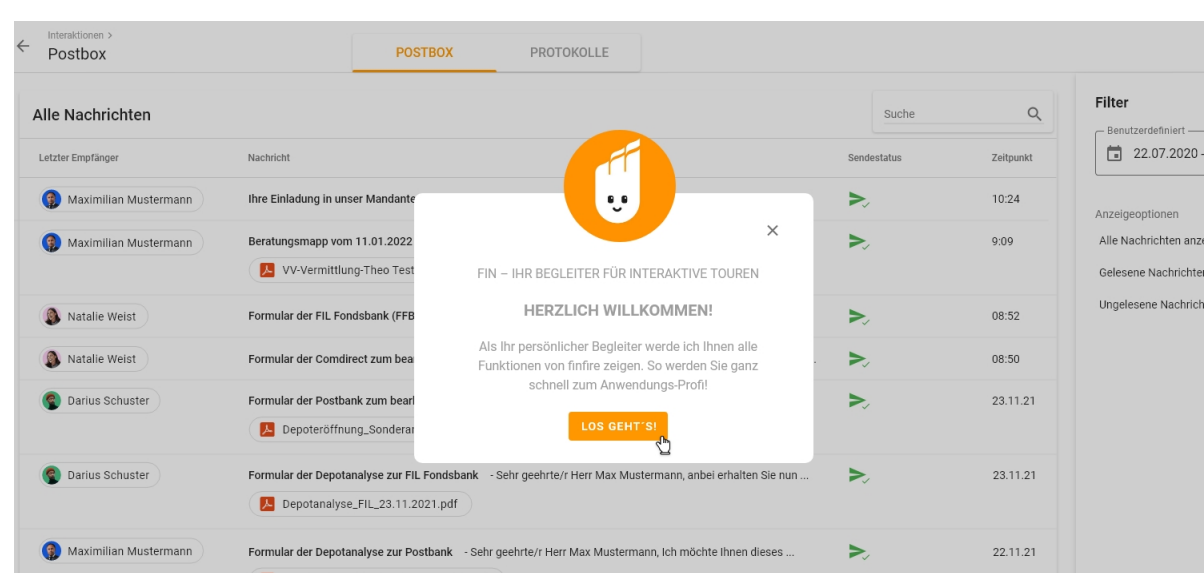 Interaktionen >
Postbox
POSTBOX
PROTOKOLLE
Alle Nachrichten
Suche
Letzter Empfänger
Nachricht
Sendestatus
Zeitpunkt
Maximilian Mustermann
Ihre Einladung in unser
10:24
Maximilian Mustermann
Beratungsmapp vom 11.01.2022
9:09
VV-Vermittlung-Theo Test
Natalie Weist
Formular der FIL Fondsbank (FFB
08:52
Natalie Weist
Formular der Comdirect zum
08:50
Darius Schuster
Formular der Postbank zum
23.11.21
Darius Schuster
Formular der Depotanalyse zur FIL Fondsbank - Sehr geehrte/r Herr Max Mustermann, anbei erhalten Sie nun ...
23.11.21
Depotanalyse_FIL_23.11.2021.pdf
Maximilian Mustermann
Formular der Depotanalyse zur Postbank - Sehr geehrte/r Herr Max Mustermann, Ich möchte Ihnen dieses ...
22.11.21
FIN – IHR BEGLEITER FÜR INTERAKTIVE TOUREN
HERZLICH WILLKOMMEN!
Als Ihr persönlicher Begleiter werde ich Ihnen alle
Funktionen von finfire zeigen. So werden Sie ganz
schnell zum Anwendungs-Profi!
LOS GEHT´S!
Filter
Benutzerdefiniert
22.07.2020 -
Anzeigeoptionen
Alle Nachrichten
Gelesene
Ungelesene